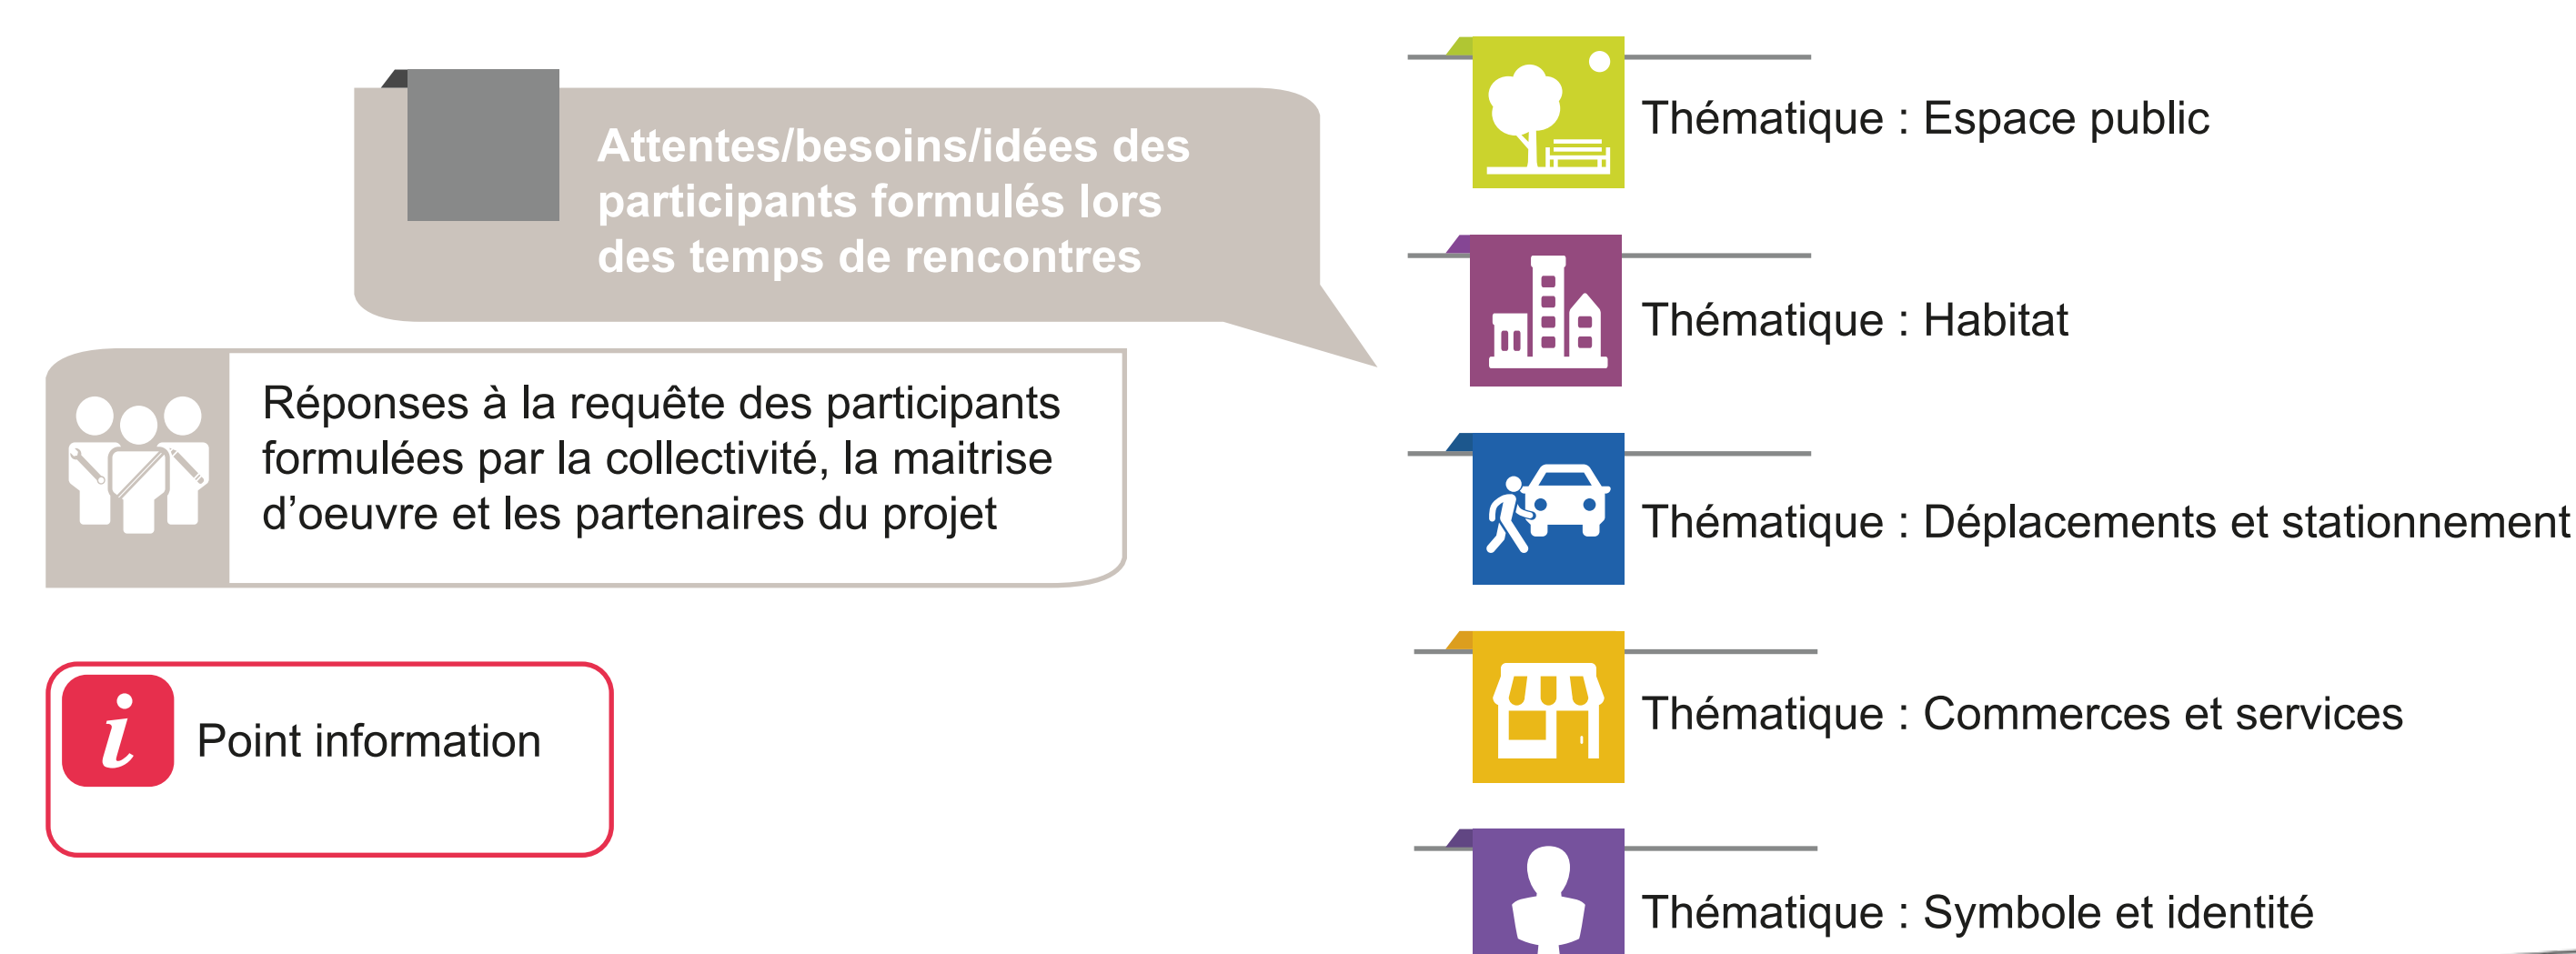 Attentes/besoins/idées des
participants formulés lors
des temps de rencontres
Réponses à la requête des participants
formulées par la collectivité, la maitrise
d’oeuvre et les partenaires du projet
i
Point information
Thématique : Espace public
Thématique : Habitat
Thématique : Déplacements et stationnement
Thématique : Commerces et services
Thématique : Symbole et identité